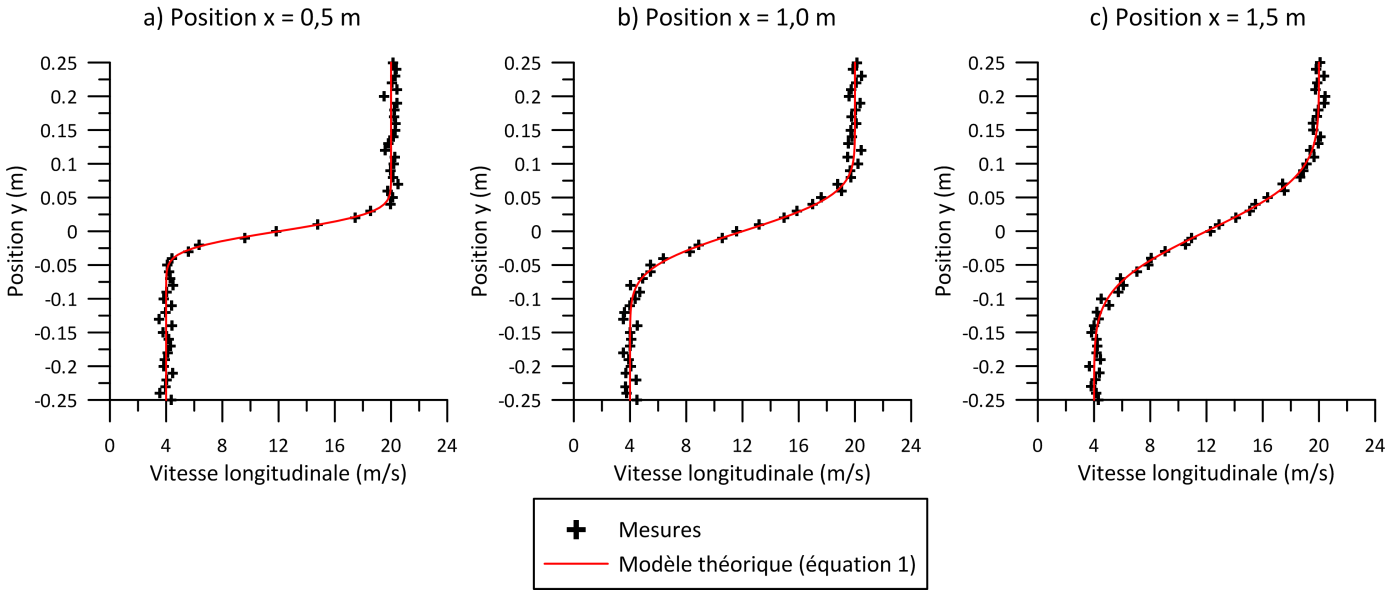 a) Position x = 0,5 m
b) Position x = 1,0 m
c) Position x = 1,5 m
Position y (m)
0.25
0.2
0.15
0.1
0.05
0
-0.05
-0.1
-0.15
-0.2
-0.25
0 4 8 12 16 20 24
Vitesse longitudinale (m/s)
Position y (m)
0.25
0.2
0.15
0.1
0.05
0
-0.05
-0.1
-0.15
-0.2
-0.25
0 4 8 12 16 20 24
Vitesse longitudinale (m/s)
Position y (m)
0.25
0.2
0.15
0.1
0.05
0
-0.05
-0.1
-0.15
-0.2
-0.25
0 4 8 12 16 20 24
Vitesse longitudinale (m/s)
Mesures
Modèle théorique (équation 1)